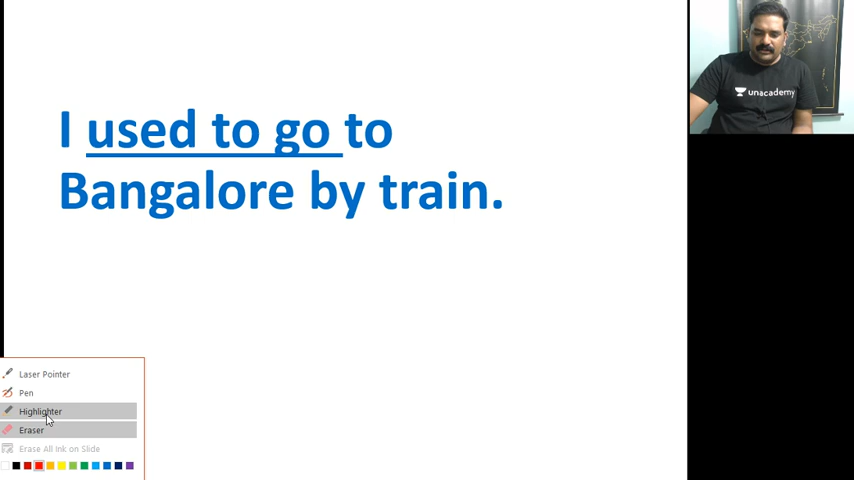 I used to go to
Bangalore by train.
unacademy
Laser Pointer
Pen
Highlighter
Eraser
Erase All Ink on Slide